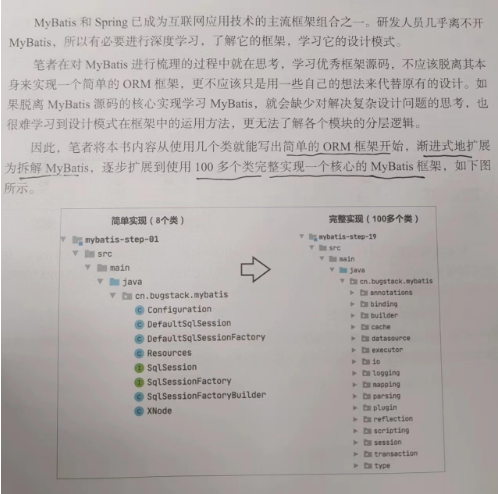 MyBatis 和 Spring 已成为互联网应用技术的主流框架组合之一。研发人员几乎离不开
MyBatis，所以有必要进行深度学习，了解它的框架，学习它的设计模式。
笔者在对 MyBatis 进行梳理的过程中就在思考，学习优秀框架源码，不应该脱离其本
身来实现一个简单的 ORM 框架，更不应该只是用一些自己的想法来代替原有的设计。如
果脱离 MyBatis 源码的核心实现学习 MyBatis，就会缺少对解决复杂设计问题的思考，也
很难学习到设计模式在框架中的运用方法，更无法了解各个模块的分层逻辑。
因此，笔者将本书内容从使用几个类就能写出简单的 ORM 框架开始，渐进式地扩展
为拆解 MyBatis，逐步扩展到使用 100 多个类完整实现一个核心的 MyBatis 框架，如下图
所示。
简单实现（8个类）
mybatis-step-01
src
main
java
cn.bugstack.mybatis
Configuration
DefaultSqlSession
DefaultSqlSessionFactory
Resources
SqlSession
SqlSessionFactory
SqlSessionFactoryBuilder
XNode
完整实现（100多个类）
mybatis-step-19
src
main
java
cn.bugstack.mybatis
annotations
binding
builder
cache
datasource
executor
io
logging
mapping
parsing
plugin
reflection
scripting
session
transaction
type